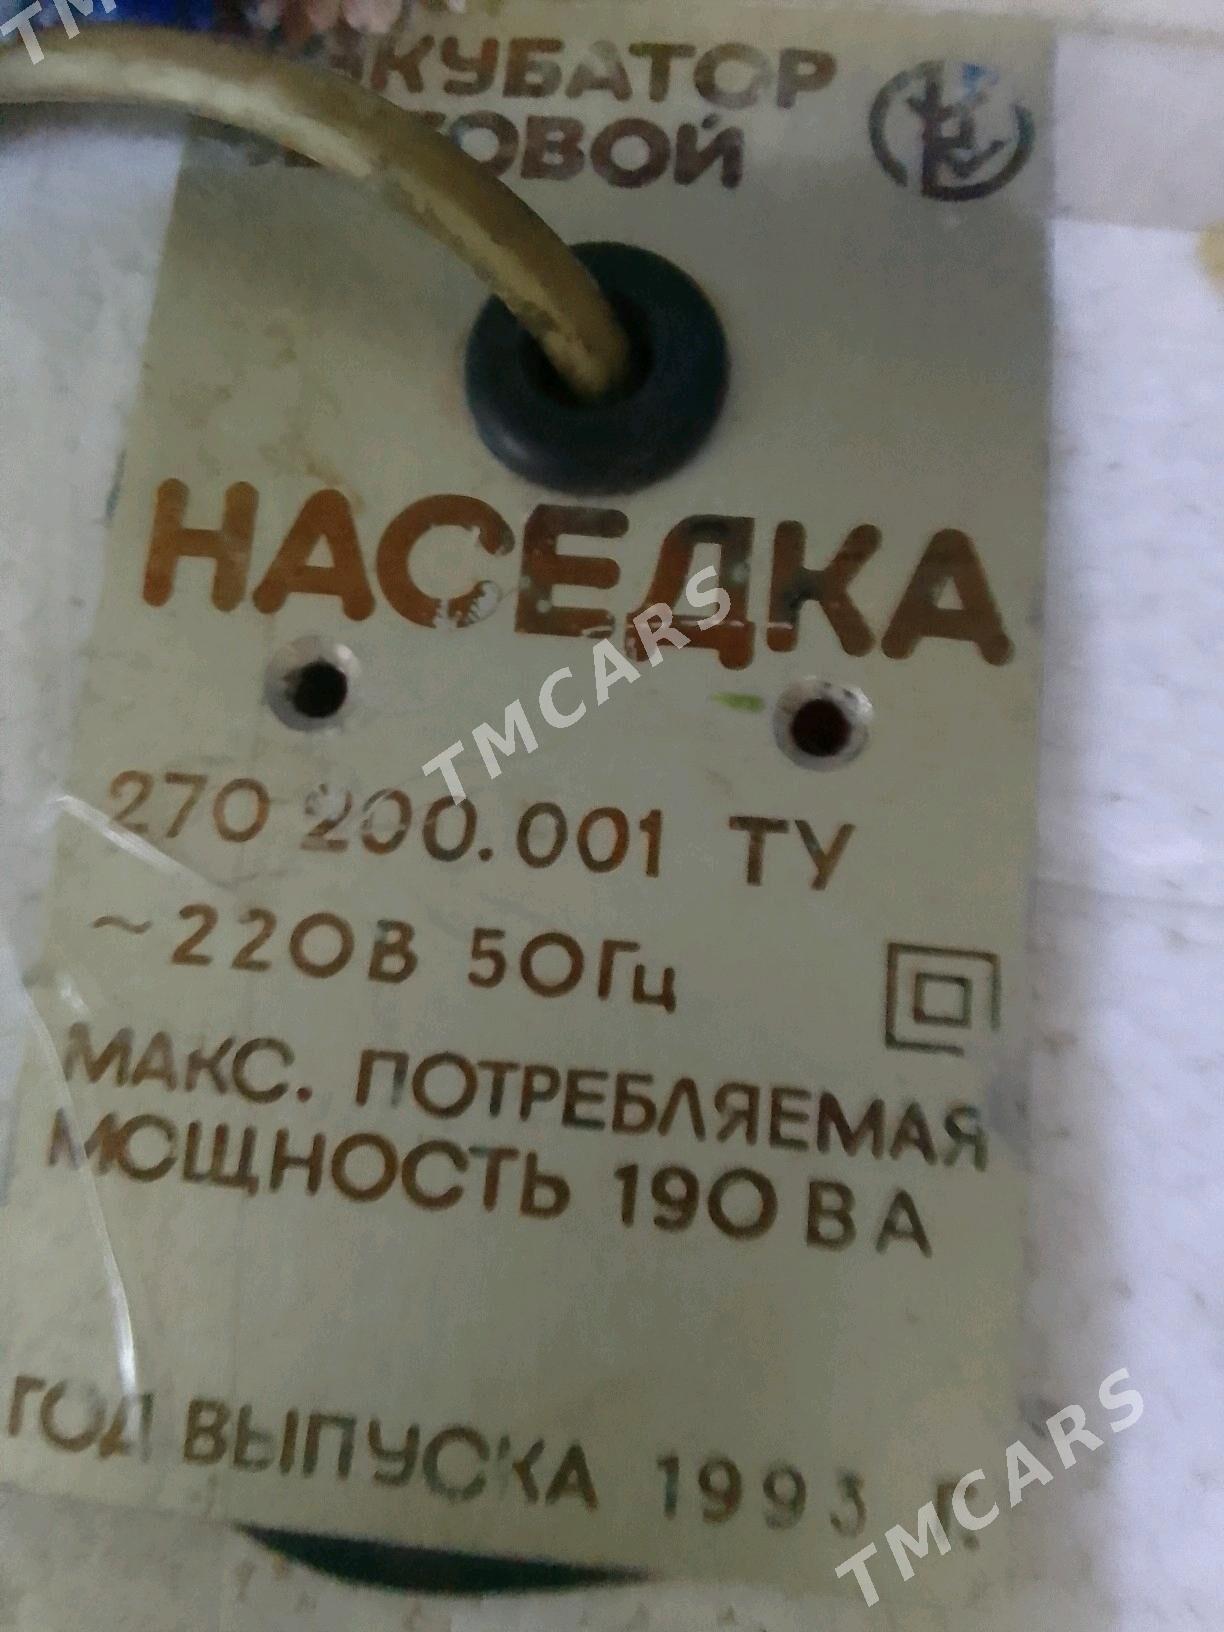 ИНКУБАТОР
БЫТОВОЙ
НАСЕДКА
270 200.001 ТУ
~220В 50Гц
МАКС. ПОТРЕБЛЯЕМАЯ
МОЩНОСТЬ 190 ВА
ГОД ВЫПУСКА 1993 г.
TMCARS
TMCARS